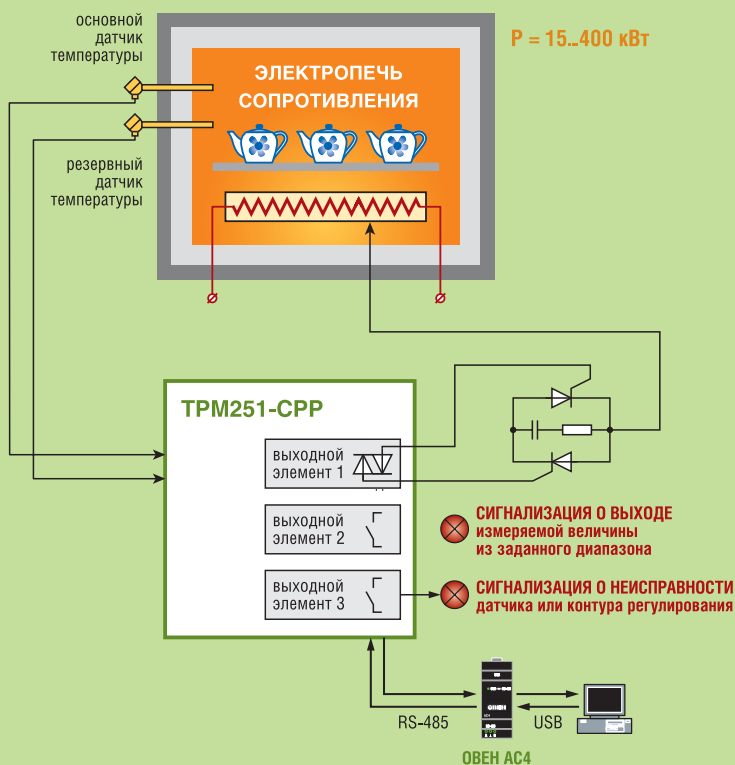 основной
датчик
температуры
P = 15...400 кВт
ЭЛЕКТРОПЕЧЬ
СОПРОТИВЛЕНИЯ
резервный
датчик
температуры
ТРМ251-СРР
выходной
элемент 1
выходной
элемент 2
выходной
элемент 3
СИГНАЛИЗАЦИЯ О ВЫХОДЕ
измеряемой величины
из заданного диапазона
СИГНАЛИЗАЦИЯ О НЕИСПРАВНОСТИ
датчика или контура регулирования
RS-485
USB
ОВЕН АС4